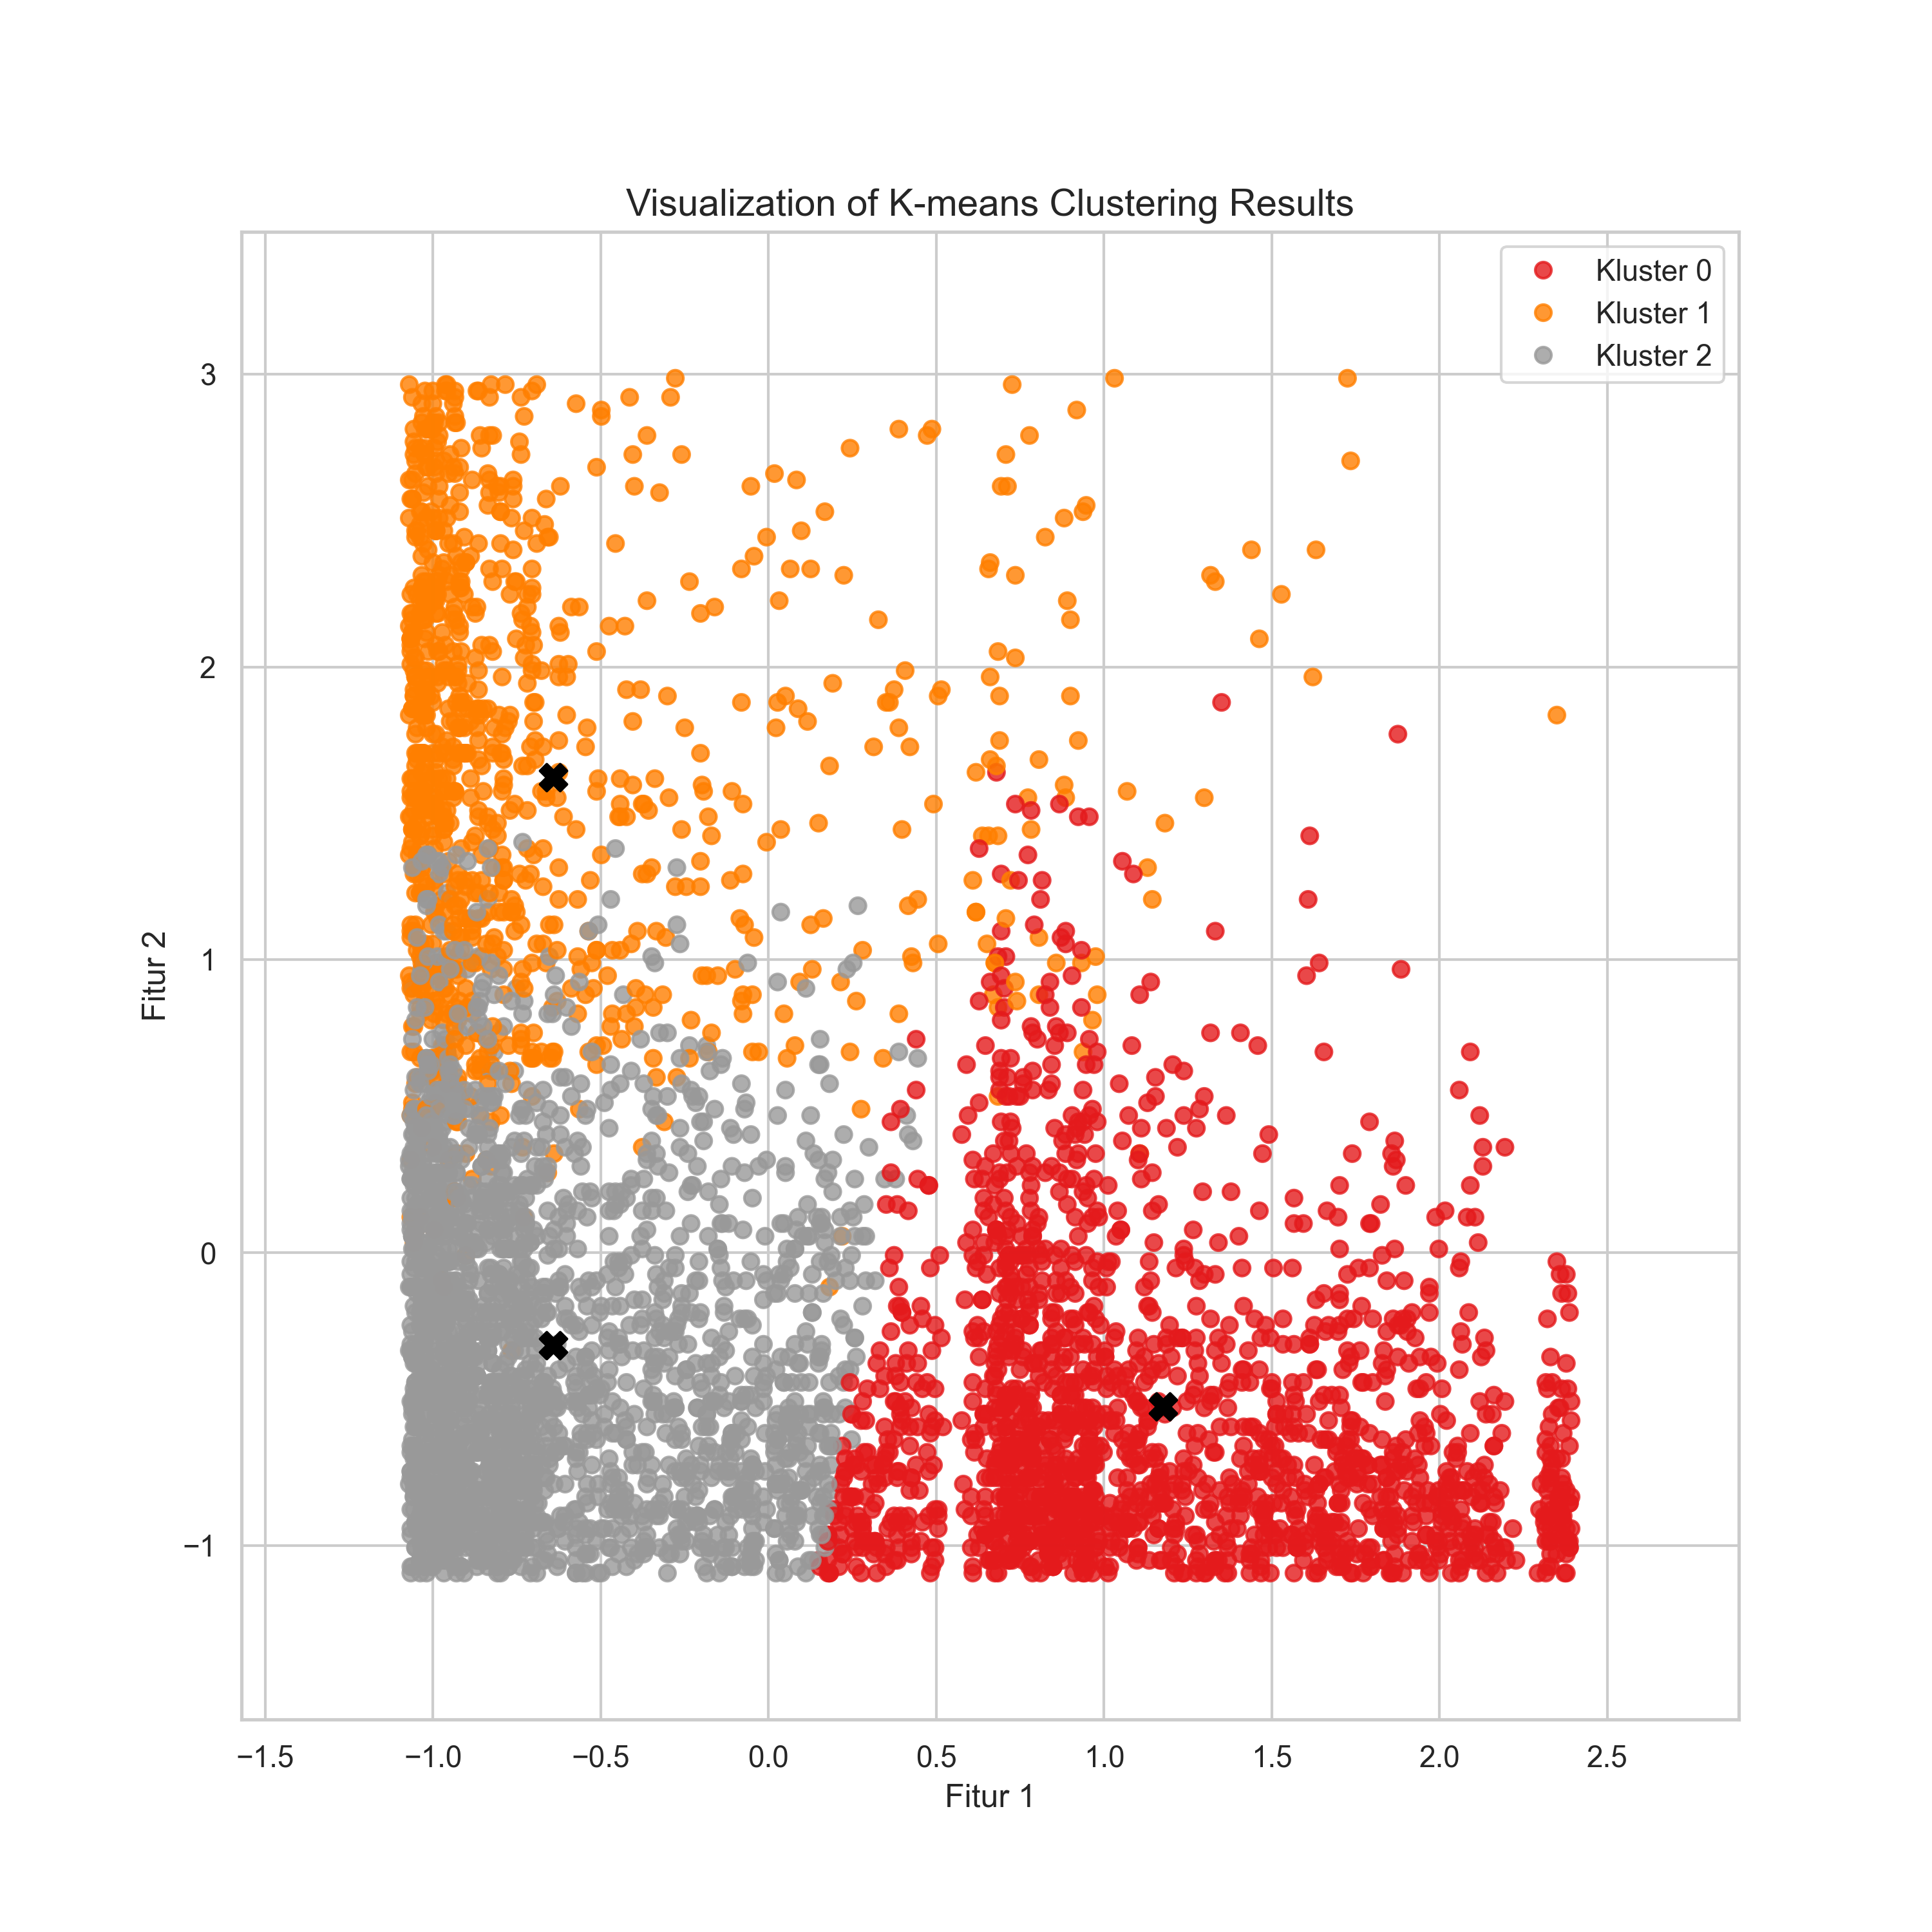 Visualization of K-means Clustering Results
Kluster 0
Kluster 1
Kluster 2
3
2
1
0
−1
Fitur 2
−1.5 −1.0 −0.5 0.0 0.5 1.0 1.5 2.0 2.5
Fitur 1